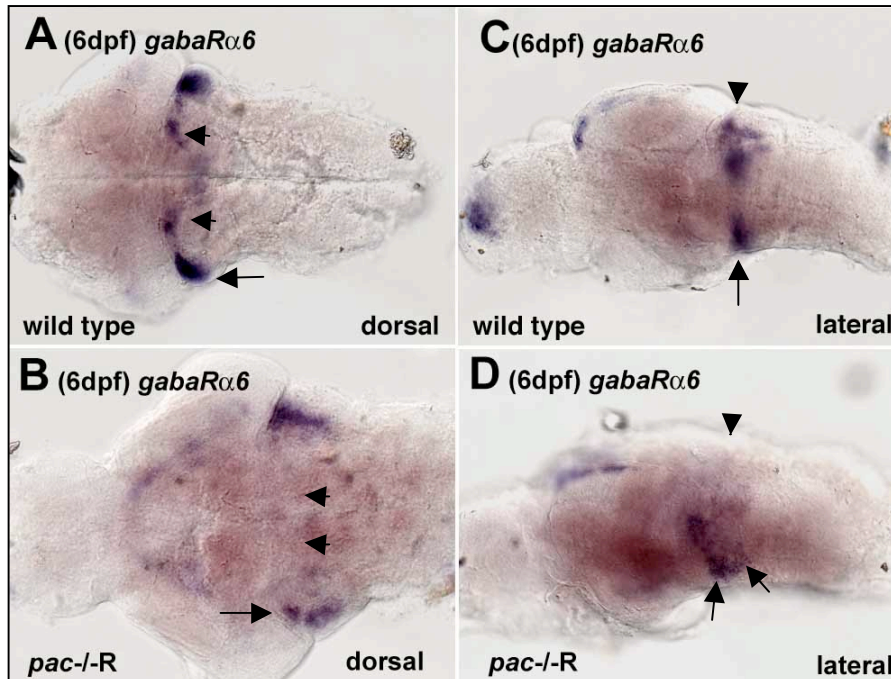 A (6dpf) gabaRα6
wild type dorsal
C (6dpf) gabaRα6
wild type lateral
B (6dpf) gabaRα6
pac-/-R dorsal
D (6dpf) gabaRα6
pac-/-R lateral